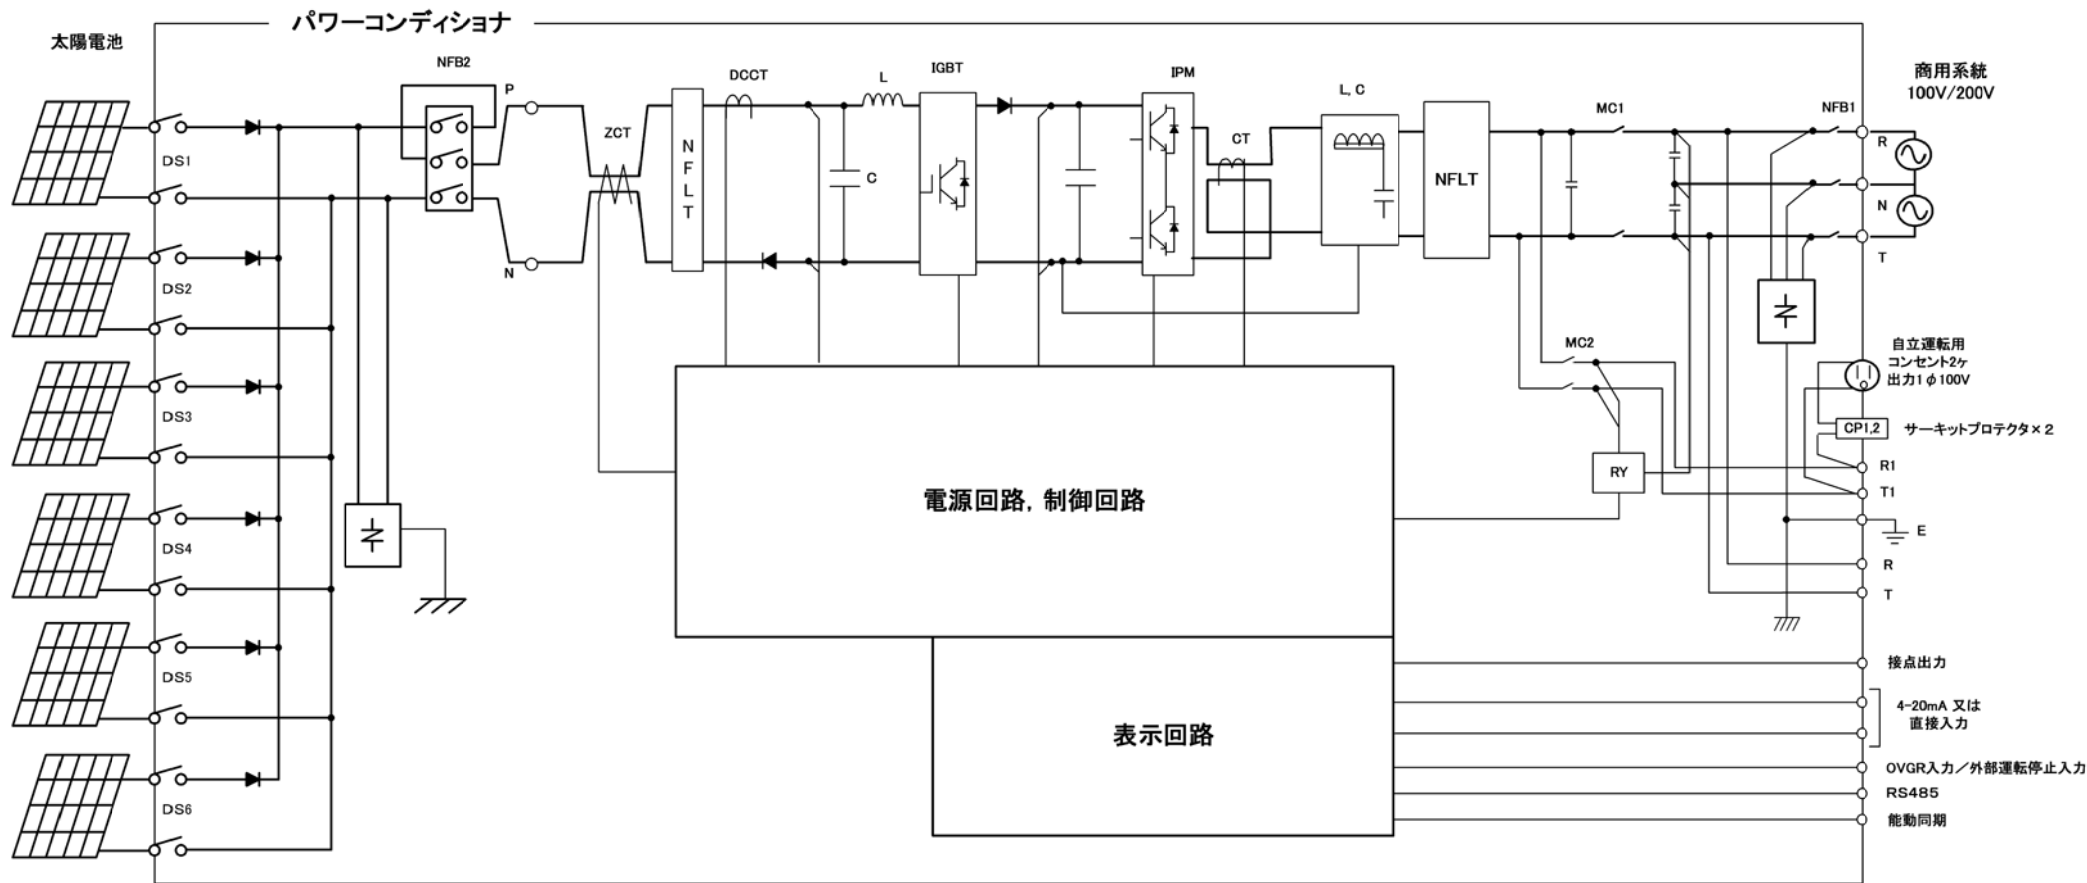 パワーコンディショナ
太陽電池
NFB2
P
DCCT
L
IGBT
IPM
L, C
MC1
NFB1
商用系統
100V/200V
DS1
ZCT
N
F
L
T
C
CT
NFLT
R
N
T
N
DS2
DS3
DS4
DS5
DS6
MC2
RY
自立運転用
コンセント2ヶ
出力1φ100V
CP1,2
サーキットプロテクタ×2
R1
T1
E
R
T
電源回路, 制御回路
表示回路
接点出力
4-20mA 又は
直接入力
OVGR入力/外部運転停止入力
RS485
能動同期